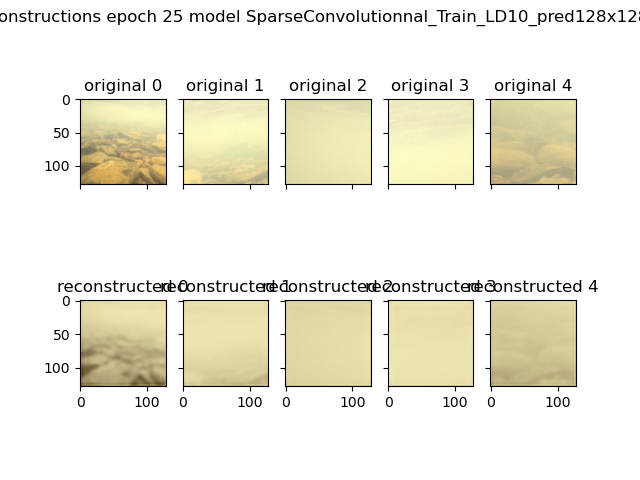 onstructions epoch 25 model SparseConvolutionnal_Train_LD10_pred128x128
original 0 original 1 original 2 original 3 original 4
0
50
100
reconstructed 0 reconstructed 1 reconstructed 2 reconstructed 3 reconstructed 4
0
50
100
0 100 0 100 0 100 0 100 0 100